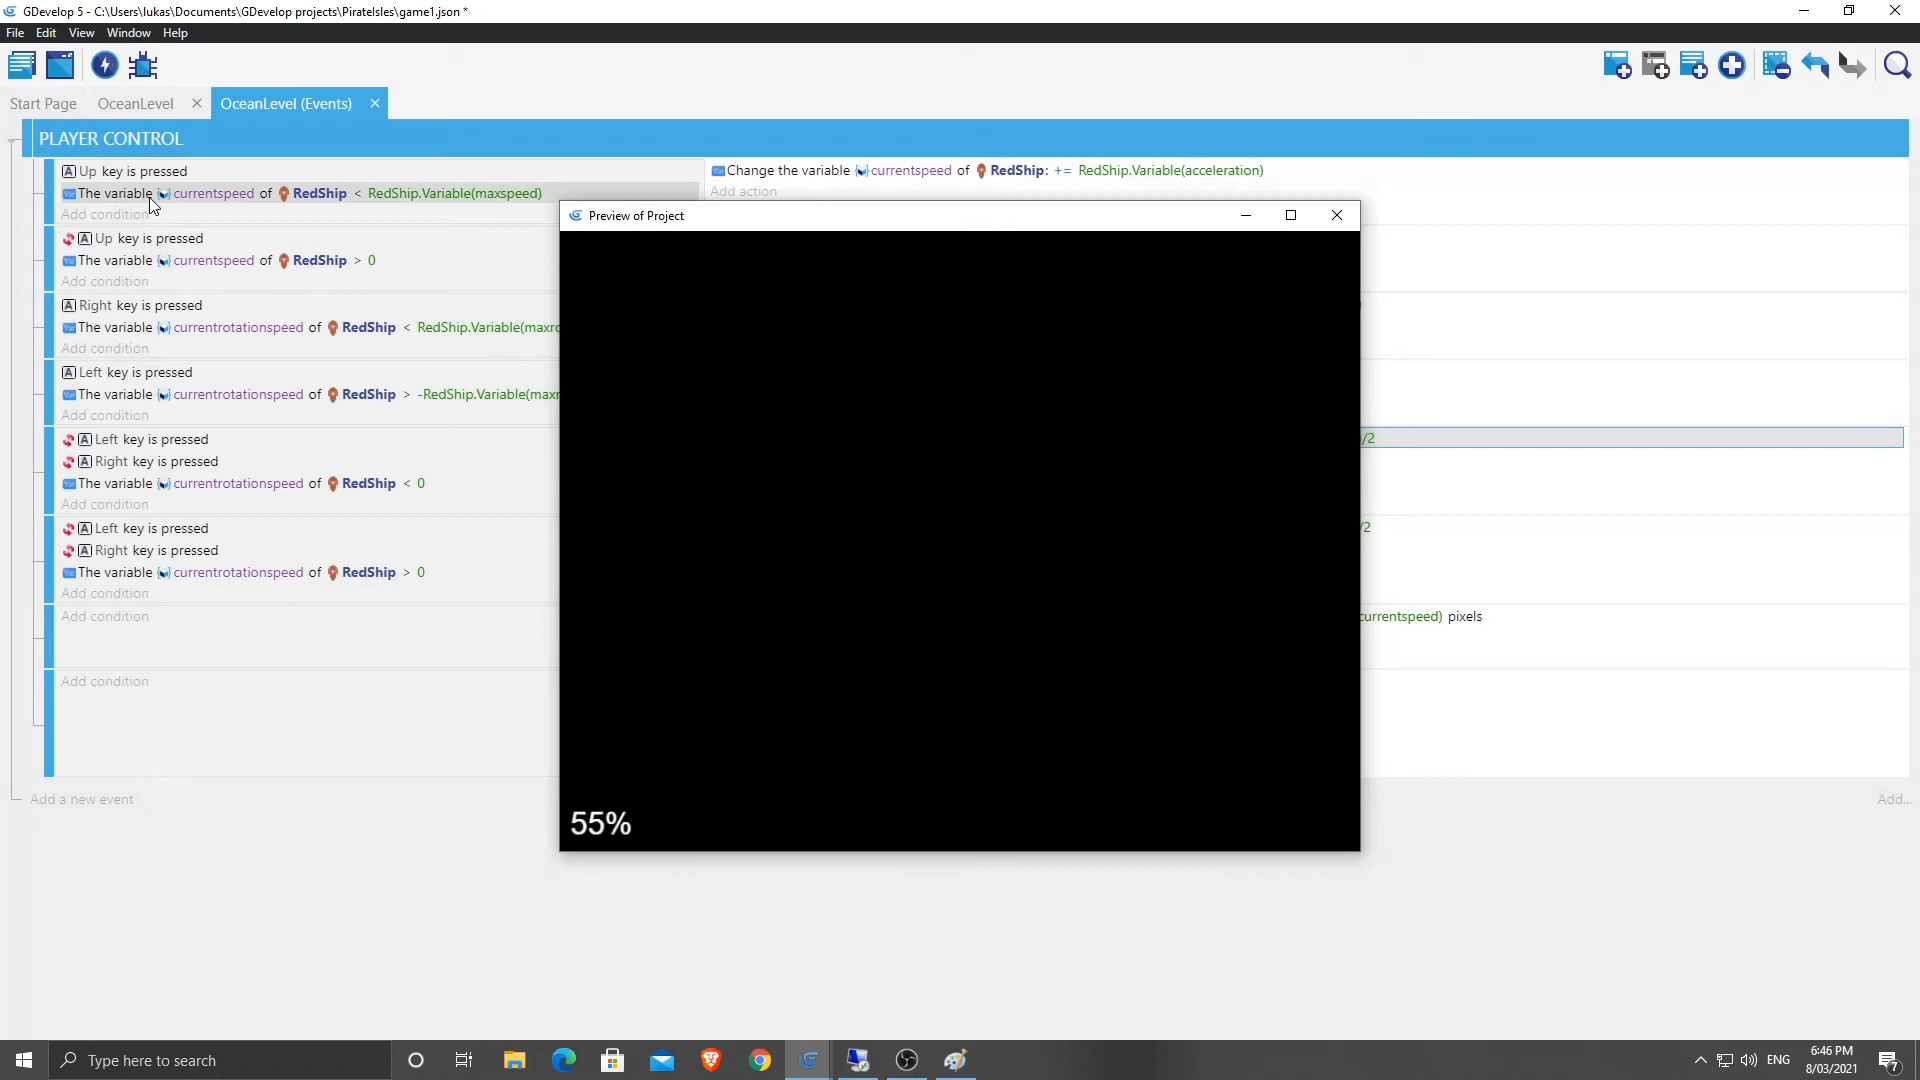 GDevelop 5 - C:\Users\lukas\Documents\GDevelop projects\PirateIsles\game1.json *
File Edit View Window Help
Start Page OceanLevel OceanLevel (Events)
PLAYER CONTROL
Up key is pressed
The variable currentspeed of RedShip < RedShip.Variable(maxspeed)
Add condition
Change the variable currentspeed of RedShip: += RedShip.Variable(acceleration)
Add action
Up key is pressed
The variable currentspeed of RedShip > 0
Add condition
Right key is pressed
The variable currentrotationspeed of RedShip < RedShip.Variable(maxro
Add condition
Left key is pressed
The variable currentrotationspeed of RedShip > -RedShip.Variable(maxr
Add condition
Left key is pressed
Right key is pressed
The variable currentrotationspeed of RedShip < 0
Add condition
/2
Left key is pressed
Right key is pressed
The variable currentrotationspeed of RedShip > 0
Add condition
/2
Add condition
currentspeed) pixels
Add condition
Add a new event
Add...
Preview of Project
55%
Type here to search
ENG
6:46 PM
8/03/2021
7